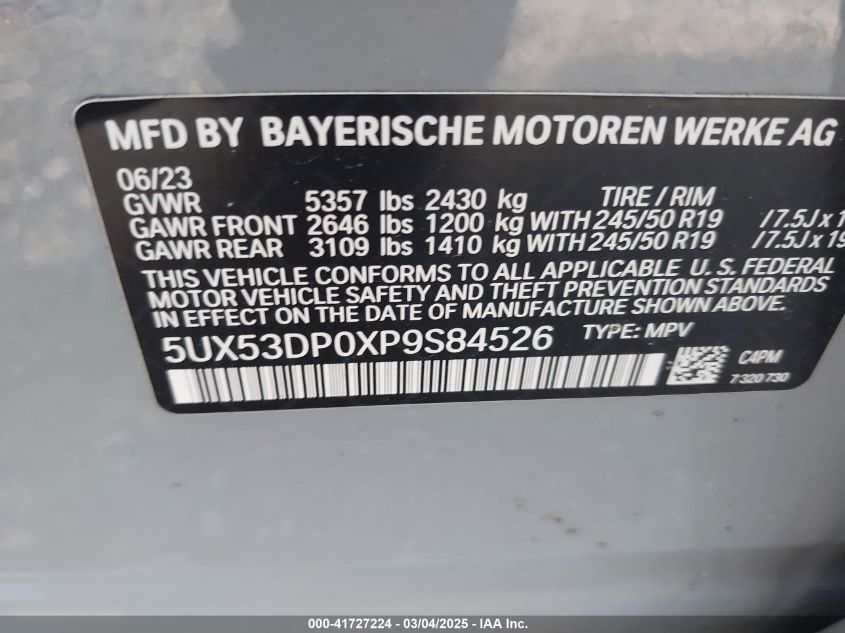 MFD BY BAYERISCHE MOTOREN WERKE AG
06/23
GVWR 5357 lbs 2430 kg TIRE / RIM
GAWR FRONT 2646 lbs 1200 kg WITH 245/50 R19 / 7.5J x
GAWR REAR 3109 lbs 1410 kg WITH 245/50 R19 / 7.5J x 19
THIS VEHICLE CONFORMS TO ALL APPLICABLE U. S. FEDERAL
MOTOR VEHICLE SAFETY AND THEFT PREVENTION STANDARDS
IN EFFECT ON THE DATE OF MANUFACTURE SHOWN ABOVE.
5UX53DP0XP9S84526 TYPE: MPV
C4PM
7 320 730
000-41727224 - 03/04/2025 - IAA Inc.